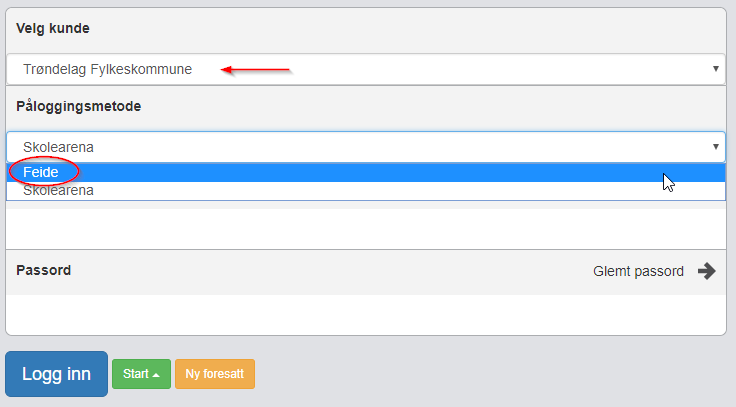 Velg kunde
Trøndelag Fylkeskommune
Påloggingsmetode
Skolearena
Feide
Skolearena
Passord Glemt passord
Logg inn Start Ny foresatt